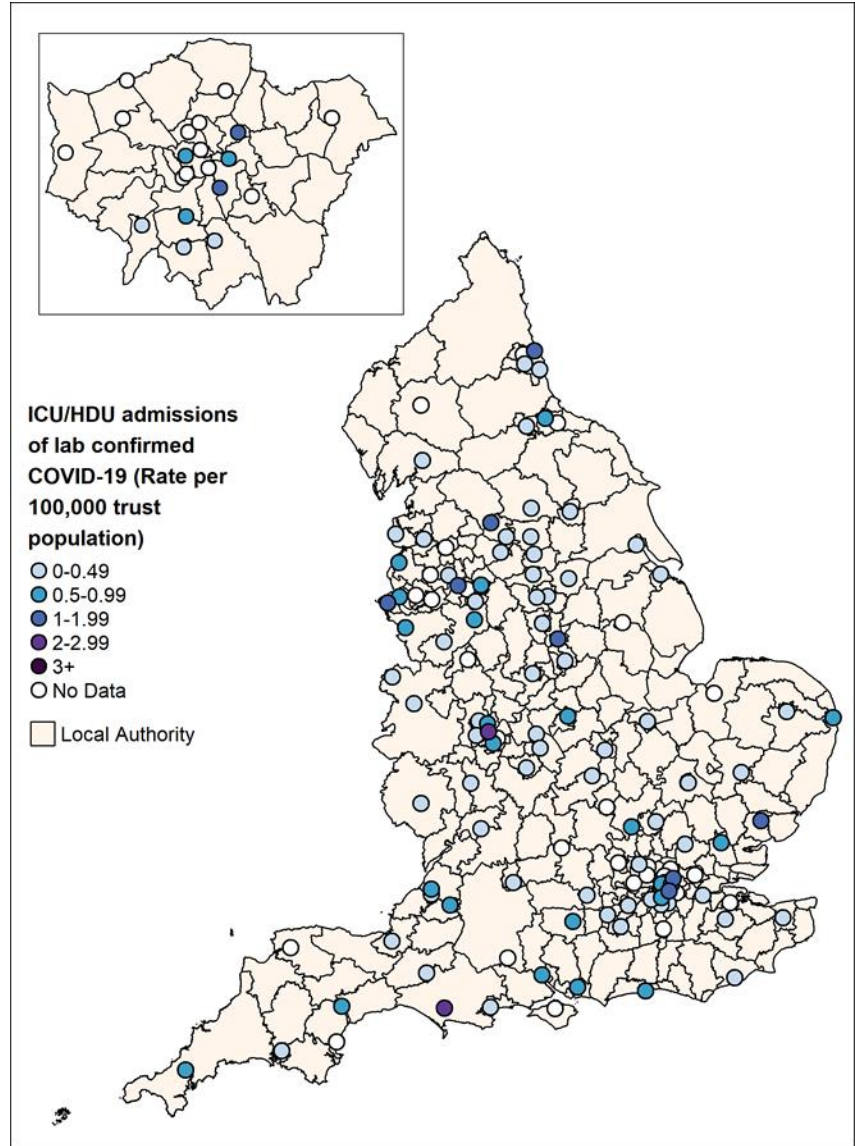 ICU/HDU admissions
of lab confirmed
COVID-19 (Rate per
100,000 trust
population)
0-0.49
0.5-0.99
1-1.99
2-2.99
3+
No Data
Local Authority